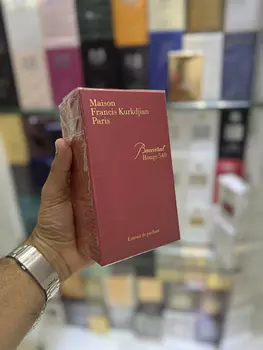 Maison
Francis Kurkdjian
Paris
Baccarat
Rouge 540
Extrait de parfum